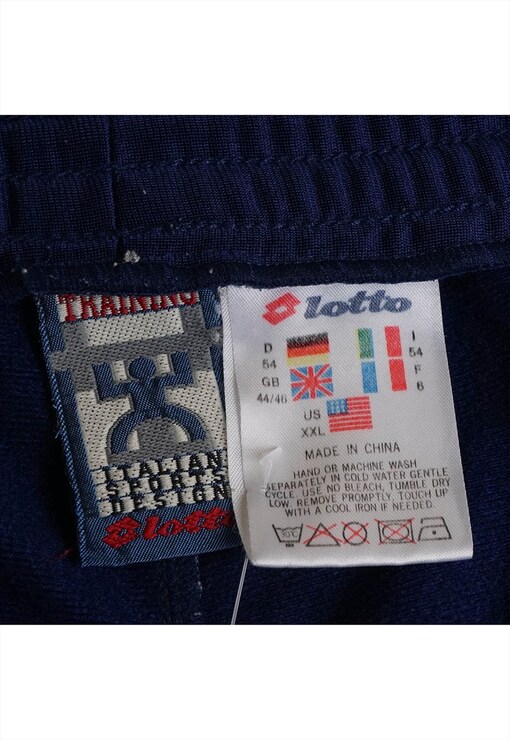 TRAINING
ITALIAN
SPORTS
DESIGN
lotto
lotto
D I
54 54
GB F
44/46 6
US
XXL
MADE IN CHINA
HAND OR MACHINE WASH
SEPARATELY IN COLD WATER GENTLE
CYCLE. USE NO BLEACH, TUMBLE DRY
LOW. REMOVE PROMPTLY, TOUCH UP
WITH A COOL IRON IF NEEDED.